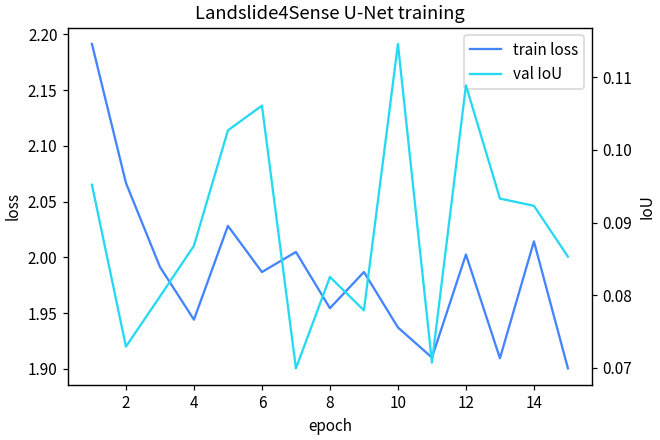 Landslide4Sense U-Net training
train loss
val IoU
2.20
2.15
2.10
2.05
2.00
1.95
1.90
loss
0.11
0.10
0.09
0.08
0.07
IoU
2 4 6 8 10 12 14
epoch